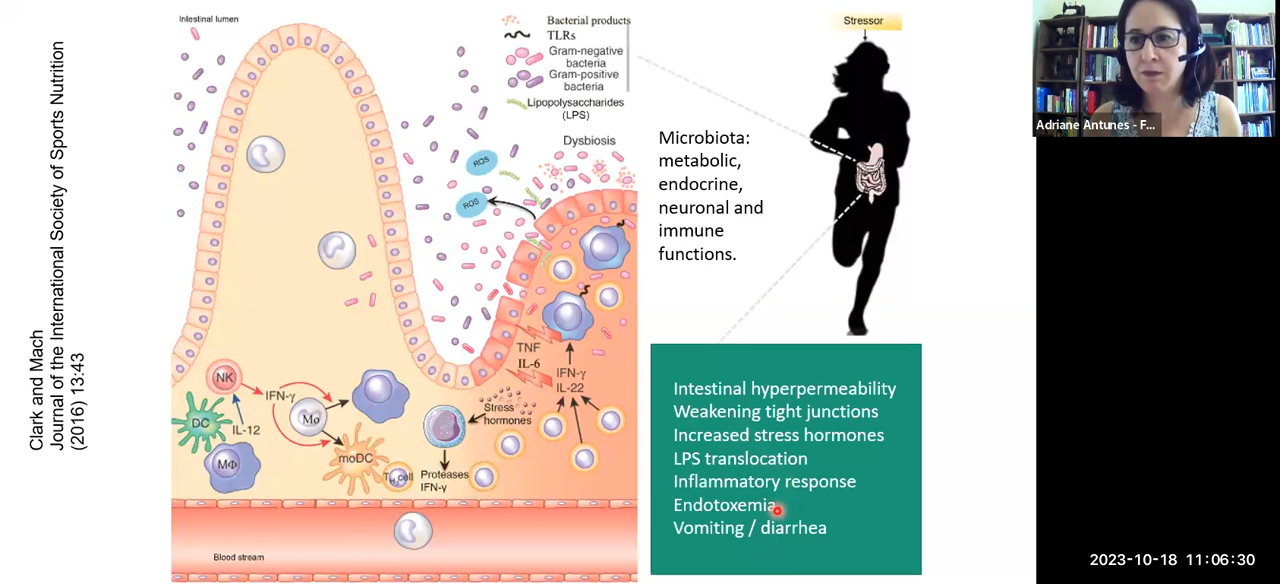 Clark and Mach
Journal of the International Society of Sports Nutrition
(2016) 13:43
Intestinal lumen
Bacterial products
TLRs
Gram-negative
bacteria
Gram-positive
bacteria
Lipopolysaccharides
(LPS)
Dysbiosis
ROS
ROS
TNF
IL-6
IFN-γ
IL-22
Stress
hormones
NK
IFN-γ
DC
IL-12
Mo
MΦ
moDC
TH cell
Proteases
IFN-γ
Blood stream
Stressor
Microbiota:
metabolic,
endocrine,
neuronal and
immune
functions.
Intestinal hyperpermeability
Weakening tight junctions
Increased stress hormones
LPS translocation
Inflammatory response
Endotoxemia
Vomiting / diarrhea
Adriane Antunes - F...
2023-10-18 11:06:30